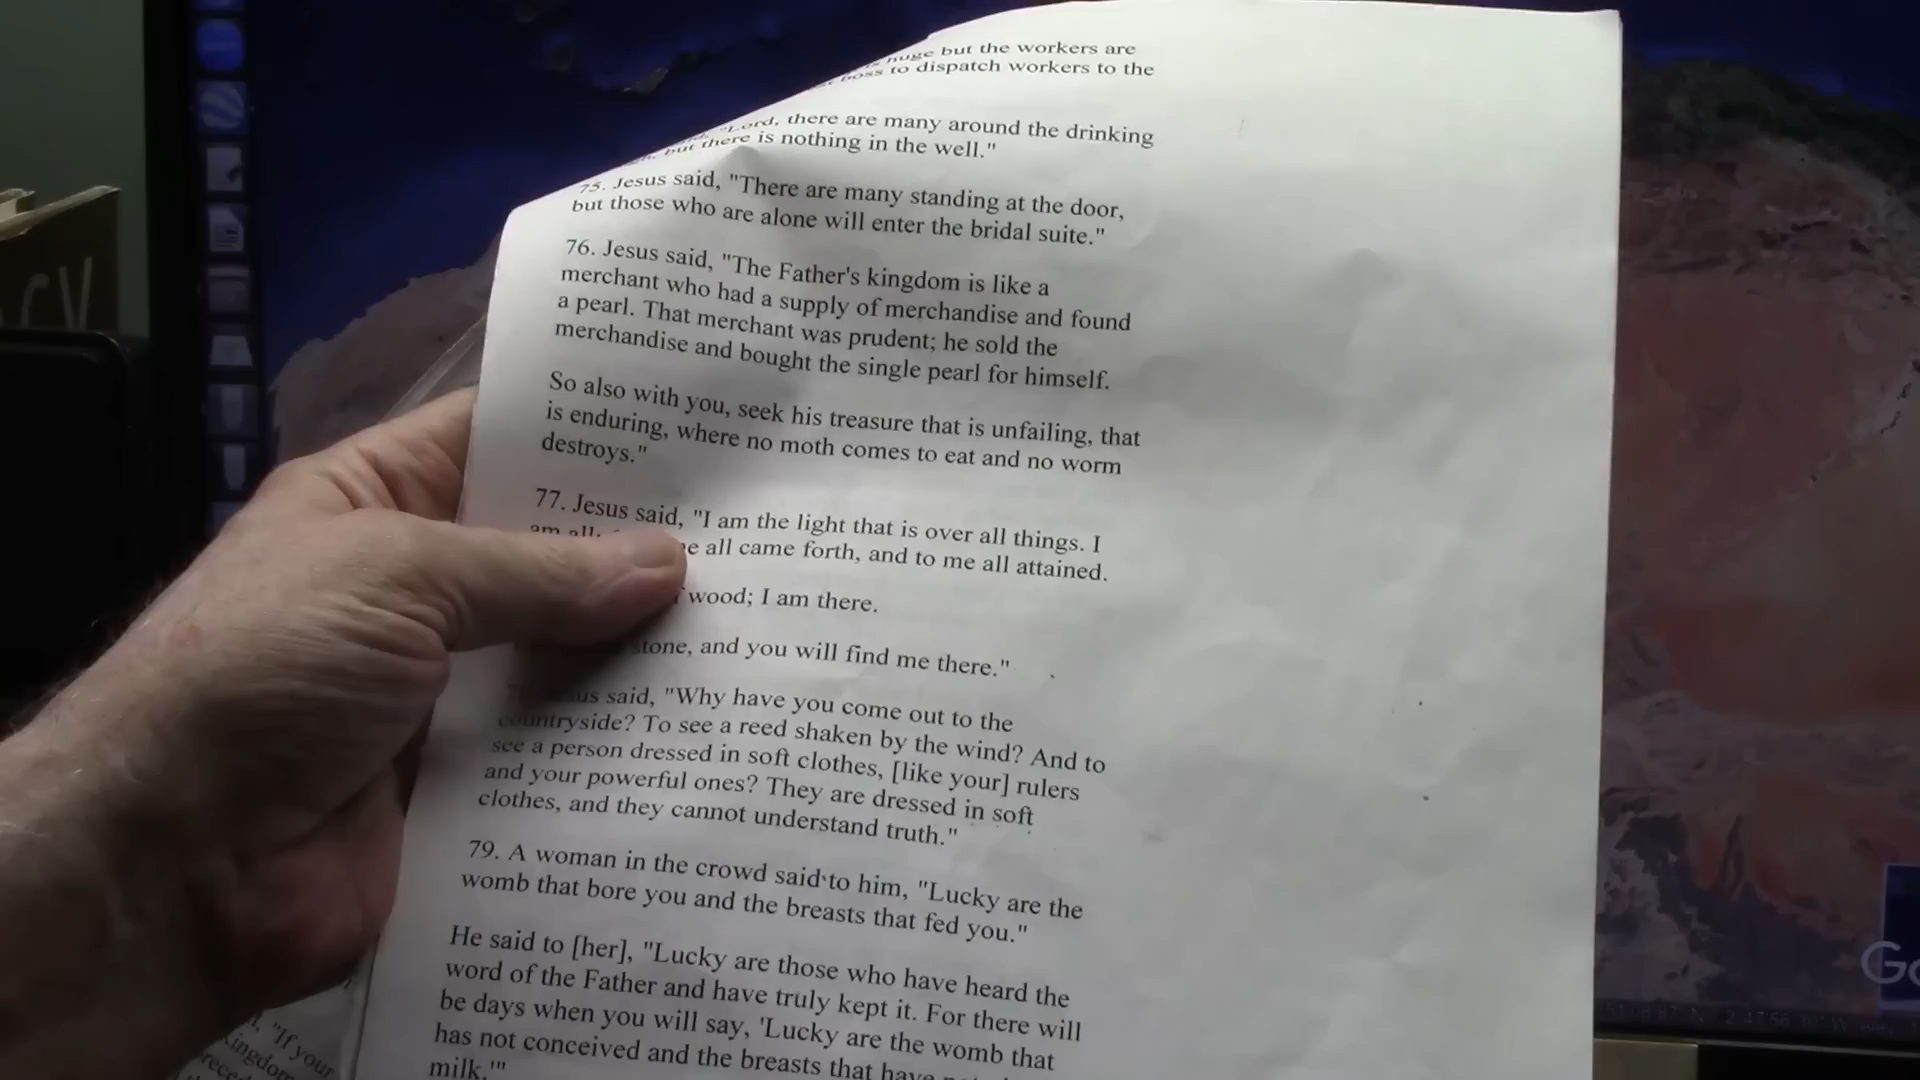 huge but the workers are
boss to dispatch workers to the
"Lord, there are many around the drinking
but there is nothing in the well."
75. Jesus said, "There are many standing at the door,
but those who are alone will enter the bridal suite."
76. Jesus said, "The Father's kingdom is like a
merchant who had a supply of merchandise and found
a pearl. That merchant was prudent; he sold the
merchandise and bought the single pearl for himself.
So also with you, seek his treasure that is unfailing, that
is enduring, where no moth comes to eat and no worm
destroys."
77. Jesus said, "I am the light that is over all things. I
am all: all came forth, and to me all attained.
wood; I am there.
stone, and you will find me there."
said, "Why have you come out to the
countryside? To see a reed shaken by the wind? And to
see a person dressed in soft clothes, [like your] rulers
and your powerful ones? They are dressed in soft
clothes, and they cannot understand truth."
79. A woman in the crowd said to him, "Lucky are the
womb that bore you and the breasts that fed you."
He said to [her], "Lucky are those who have heard the
word of the Father and have truly kept it. For there will
be days when you will say, 'Lucky are the womb that
has not conceived and the breasts that have
milk.'"
"If your